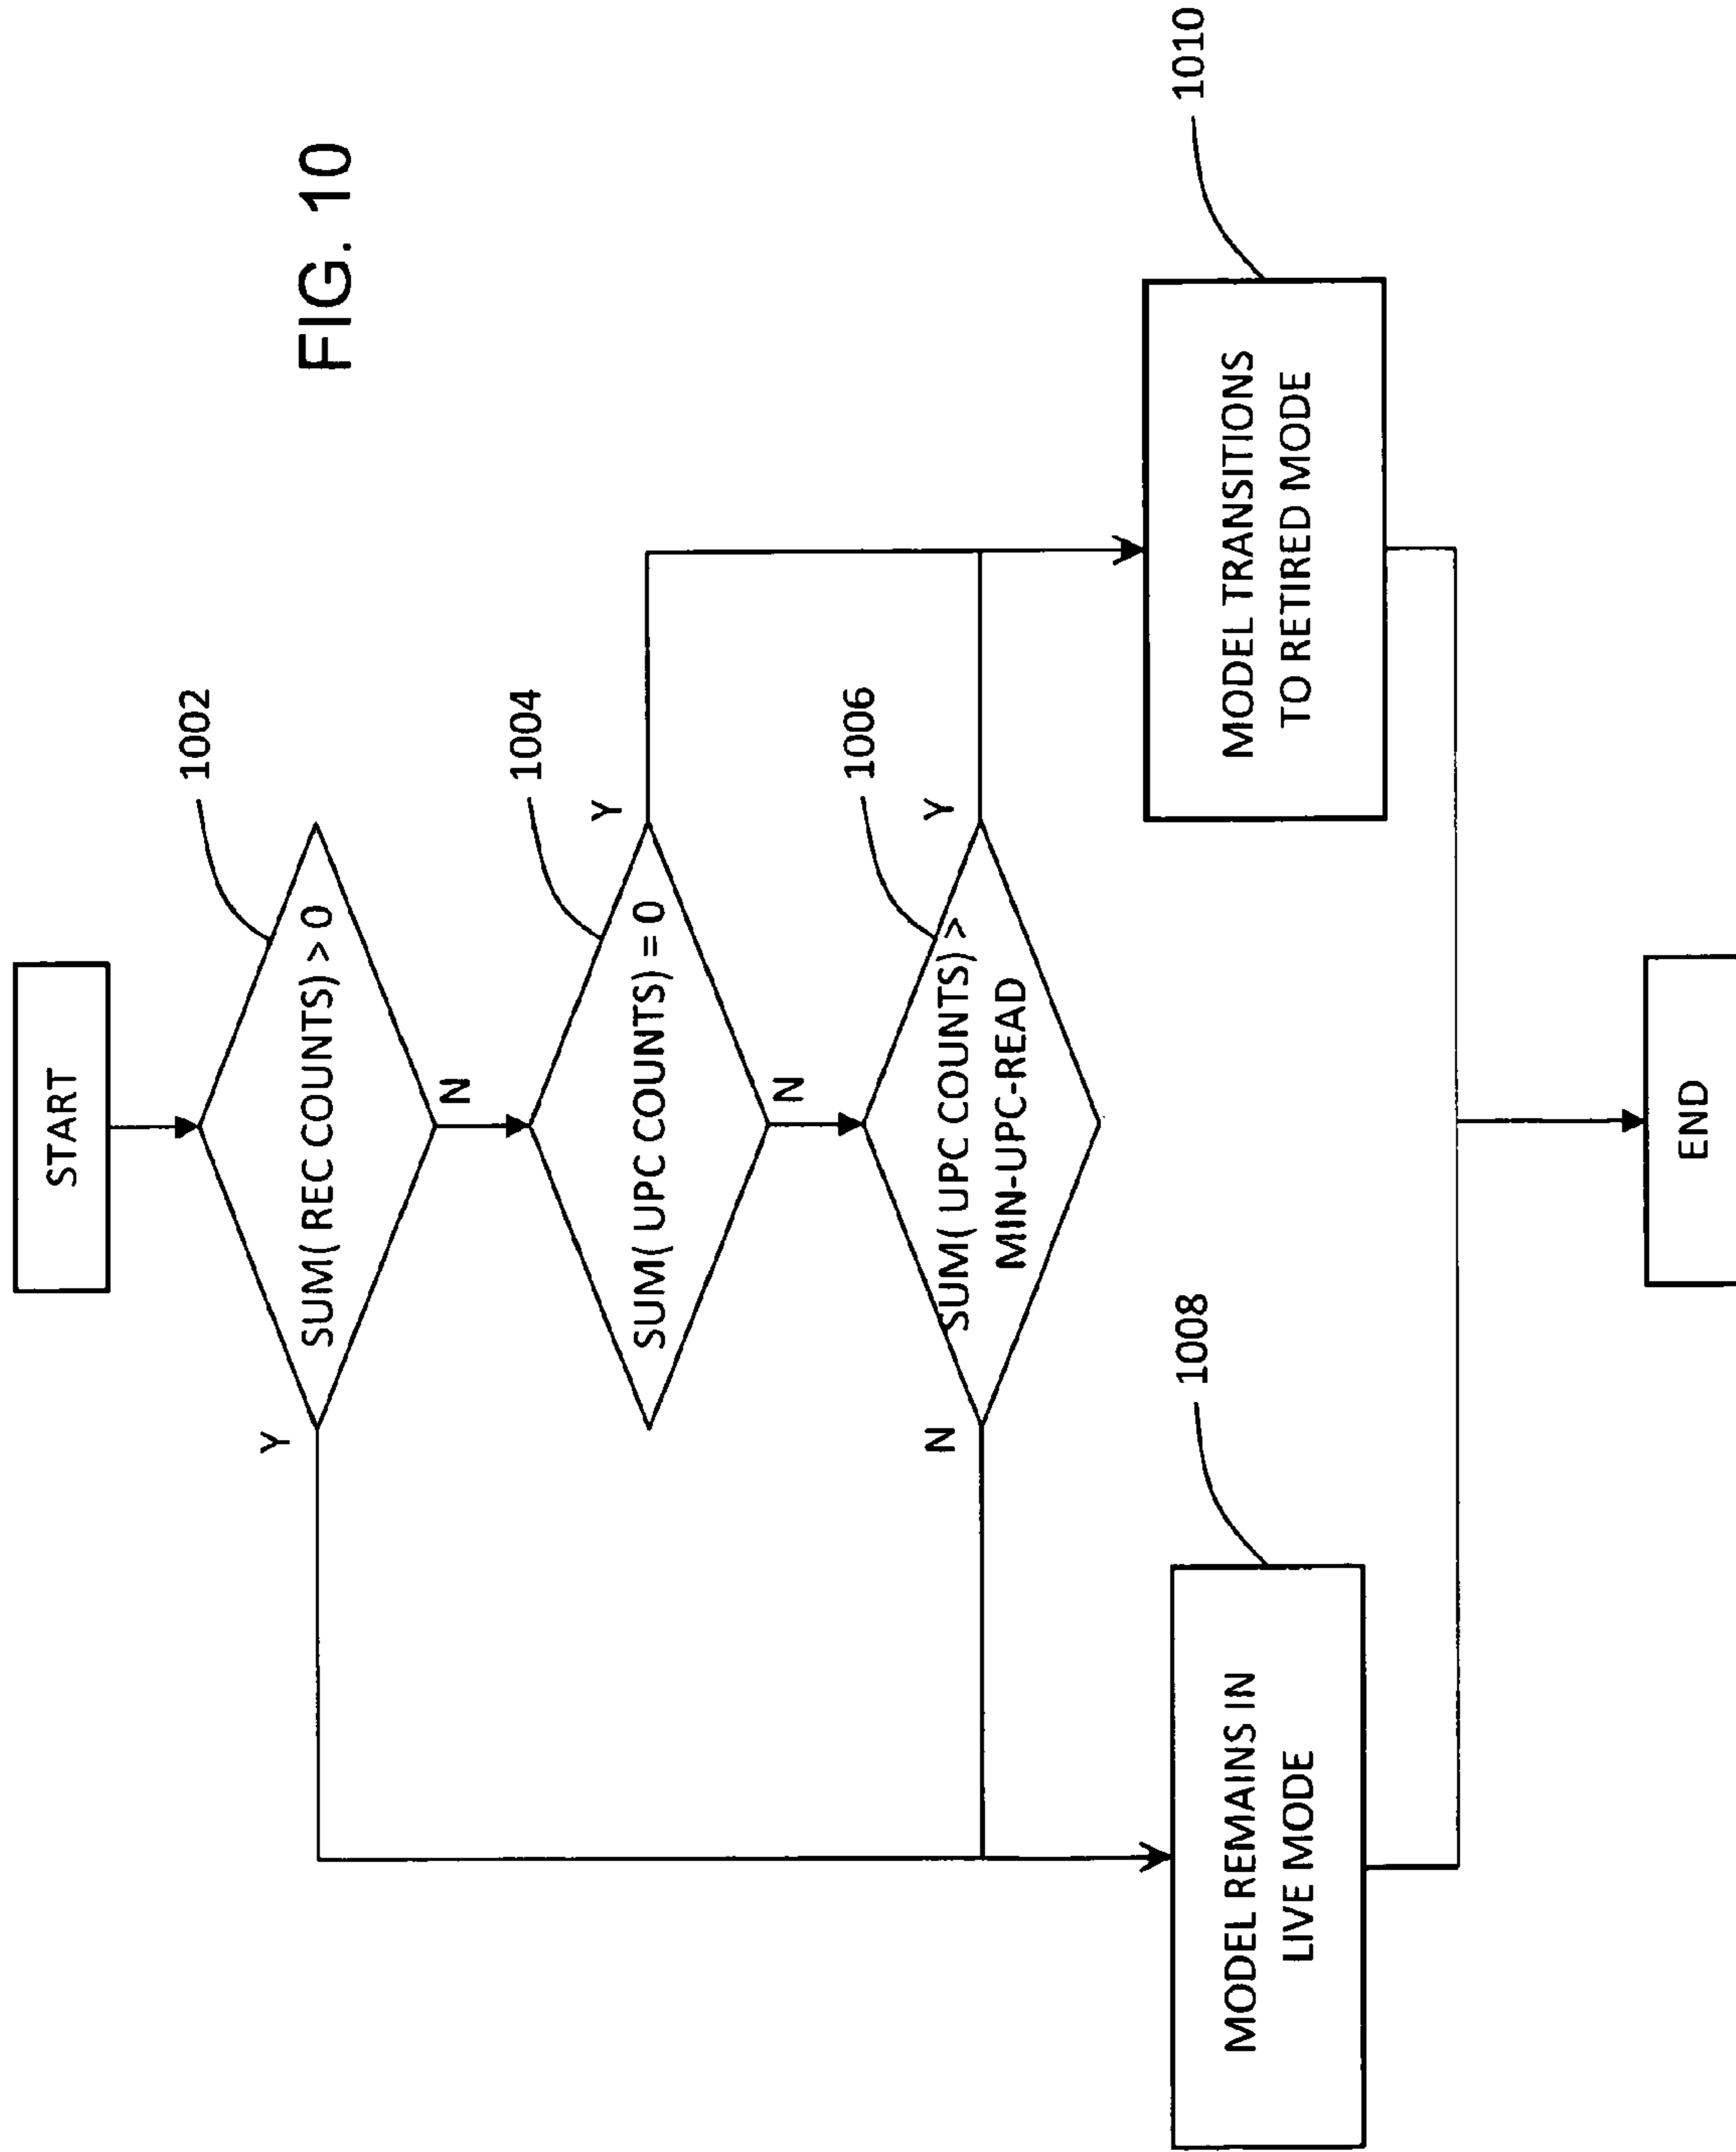 FIG. 10
START
1002
SUM( REC COUNTS) > 0
Y
N
1004
SUM( UPC COUNTS) = 0
Y
N
1006
SUM( UPC COUNTS) >
MIN-UPC-READ
N
Y
1008
MODEL REMAINS IN
LIVE MODE
1010
MODEL TRANSITIONS
TO RETIRED MODE
END